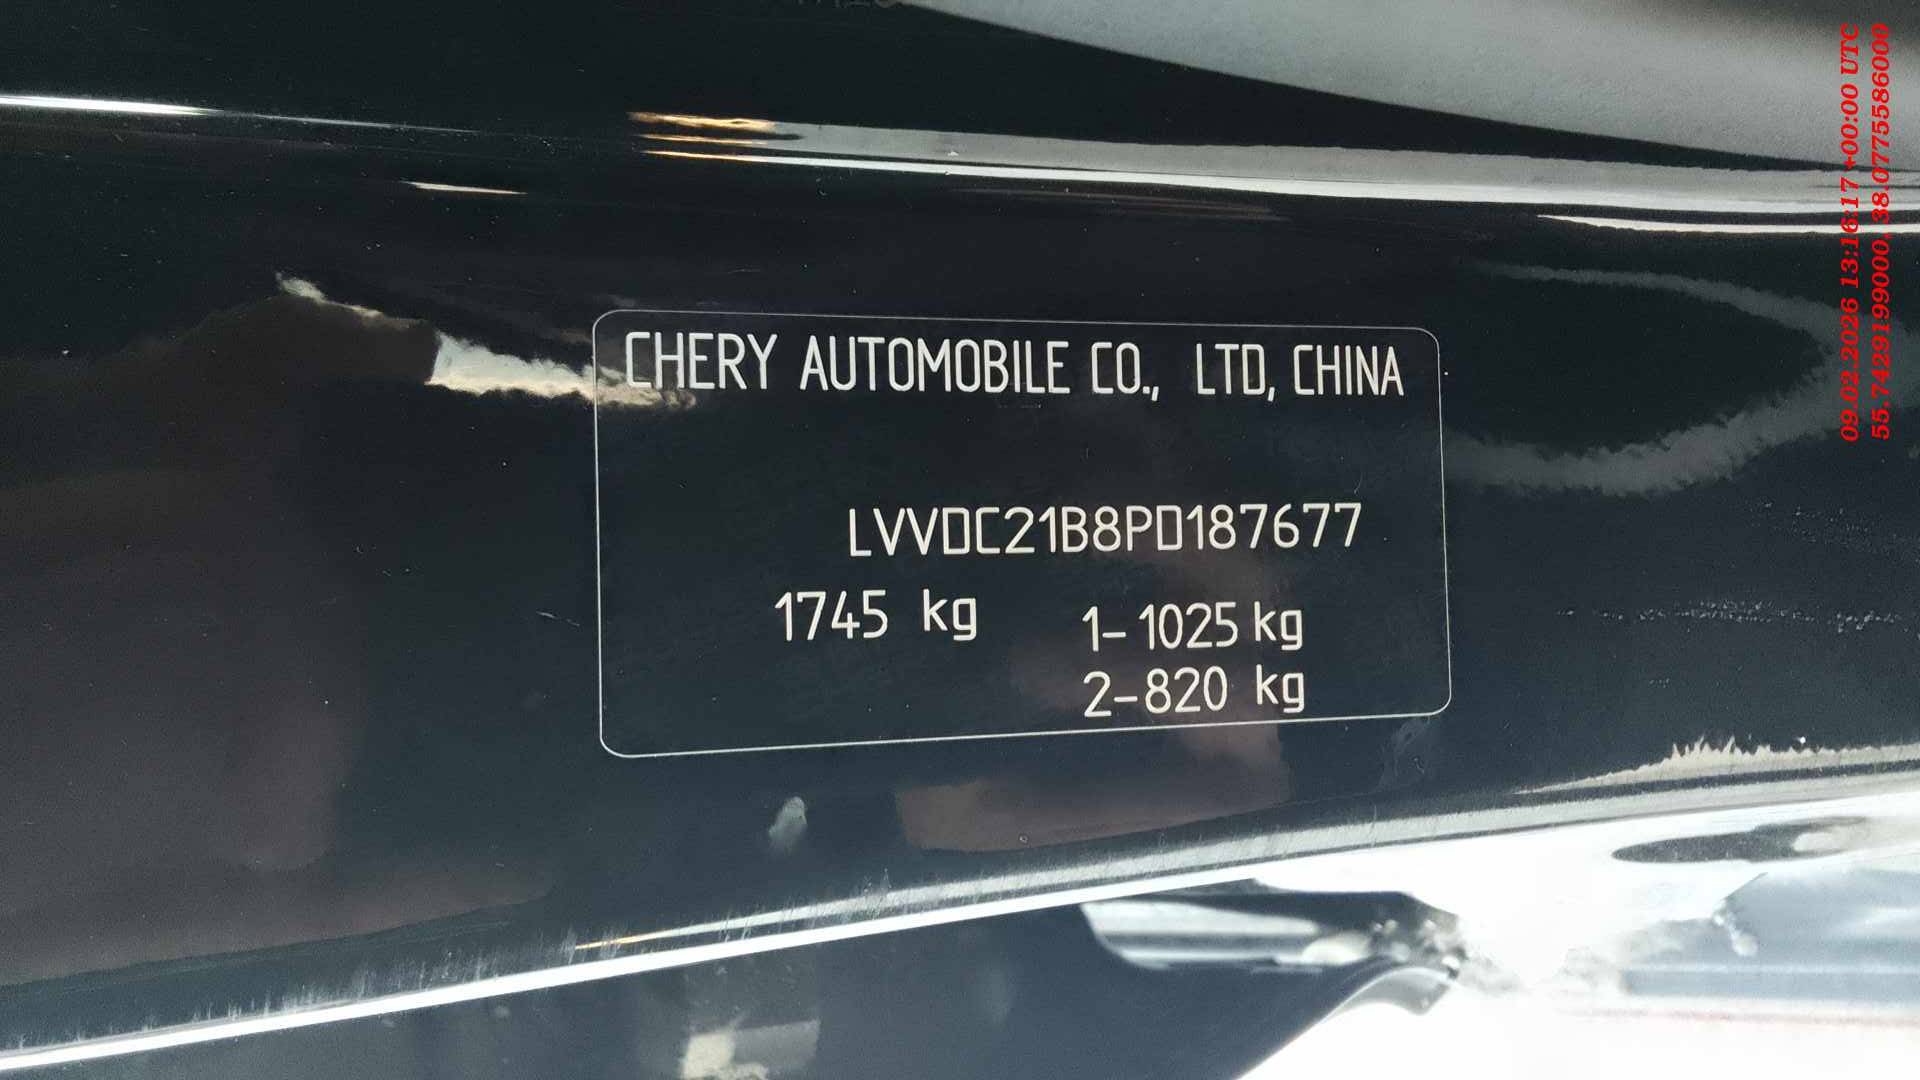 CHERY AUTOMOBILE CO., LTD, CHINA
LVVDC21B8PD187677
1745 kg
1-1025 kg
2-820 kg
09.02.2026 13:16:17 +00:00 UTC
55.7429199000, 38.0775586000